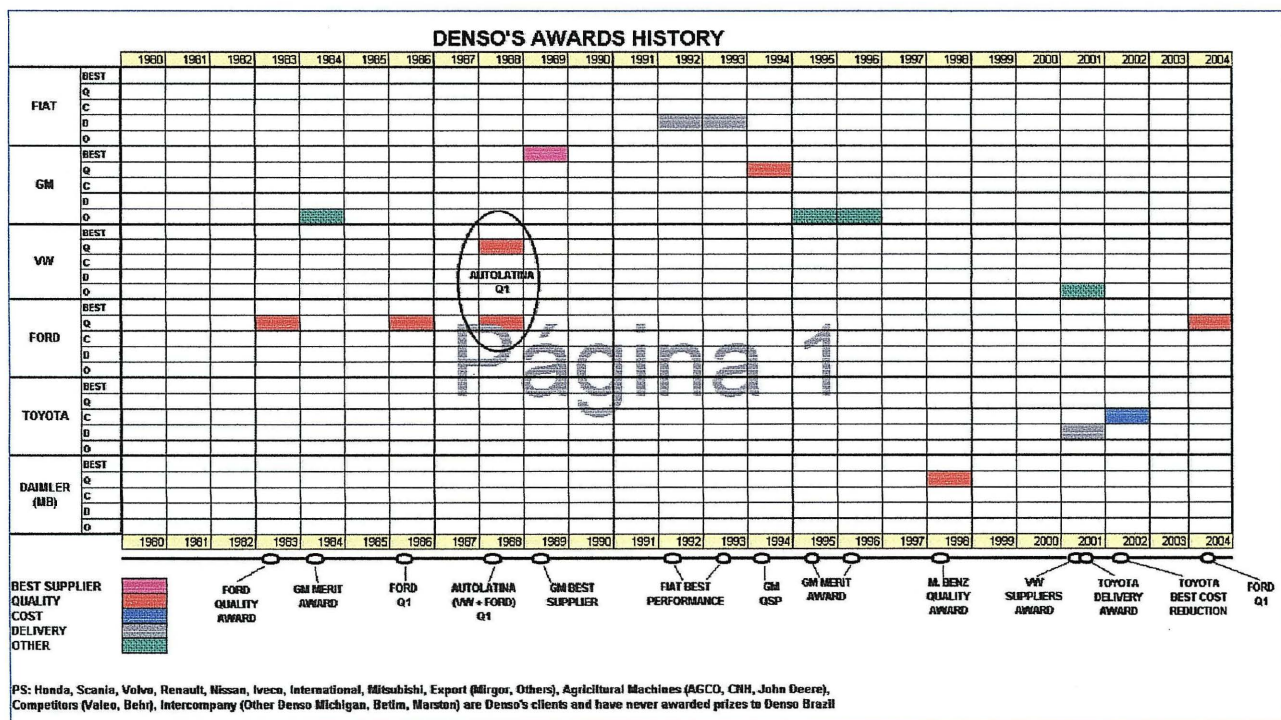 DENSO'S AWARDS HISTORY
1980 1981 1982 1983 1984 1985 1986 1987 1988 1989 1990 1991 1992 1993 1994 1995 1996 1997 1998 1999 2000 2001 2002 2003 2004
FIAT
BEST
Q
C
D
O
GM
BEST
Q
C
D
O
VW
BEST
Q
C
D
O
AUTOLATINA
Q1
FORD
BEST
Q
C
D
O
Página 1
TOYOTA
BEST
Q
C
D
O
DAIMLER
(MB)
BEST
Q
C
D
O
1980 1981 1982 1983 1984 1985 1986 1987 1988 1989 1990 1991 1992 1993 1994 1995 1996 1997 1998 1999 2000 2001 2002 2003 2004
BEST SUPPLIER
QUALITY
COST
DELIVERY
OTHER
FORD
QUALITY
AWARD
GM MERIT
AWARD
FORD
Q1
AUTOLATINA
(VW + FORD)
Q1
GM BEST
SUPPLIER
FIAT BEST
PERFORMANCE
GM
QSP
GM MERIT
AWARD
M. BENZ
QUALITY
AWARD
VW
SUPPLIERS
AWARD
TOYOTA
DELIVERY
AWARD
TOYOTA
BEST COST
REDUCTION
FORD
Q1
PS: Honda, Scania, Volvo, Renault, Nissan, Iveco, International, Mitsubishi, Export (Mirgor, Others), Agricltural Machines (AGCO, CNH, John Deere),
Competitors (Valeo, Behr), Intercompany (Other Denso Michigan, Betim, Marston) are Denso's clients and have never awarded prizes to Denso Brazil